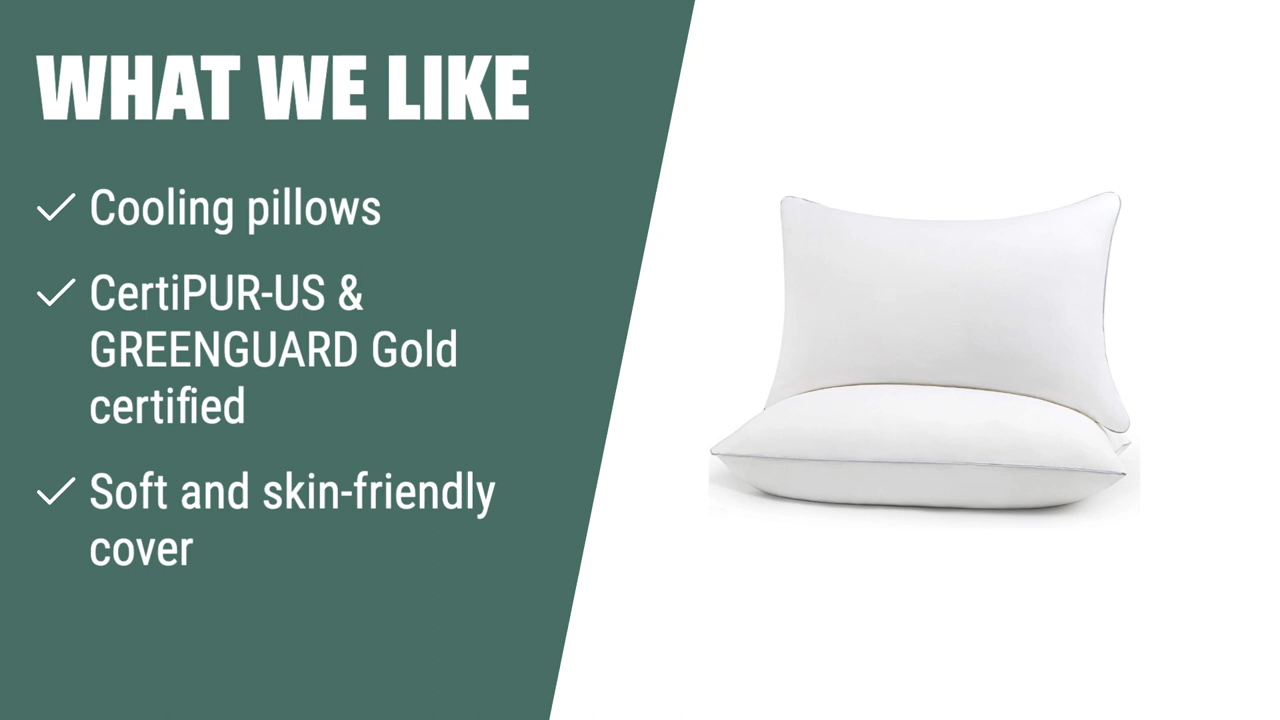 WHAT WE LIKE
Cooling pillows
CertiPUR-US &
GREENGUARD Gold
certified
Soft and skin-friendly
cover